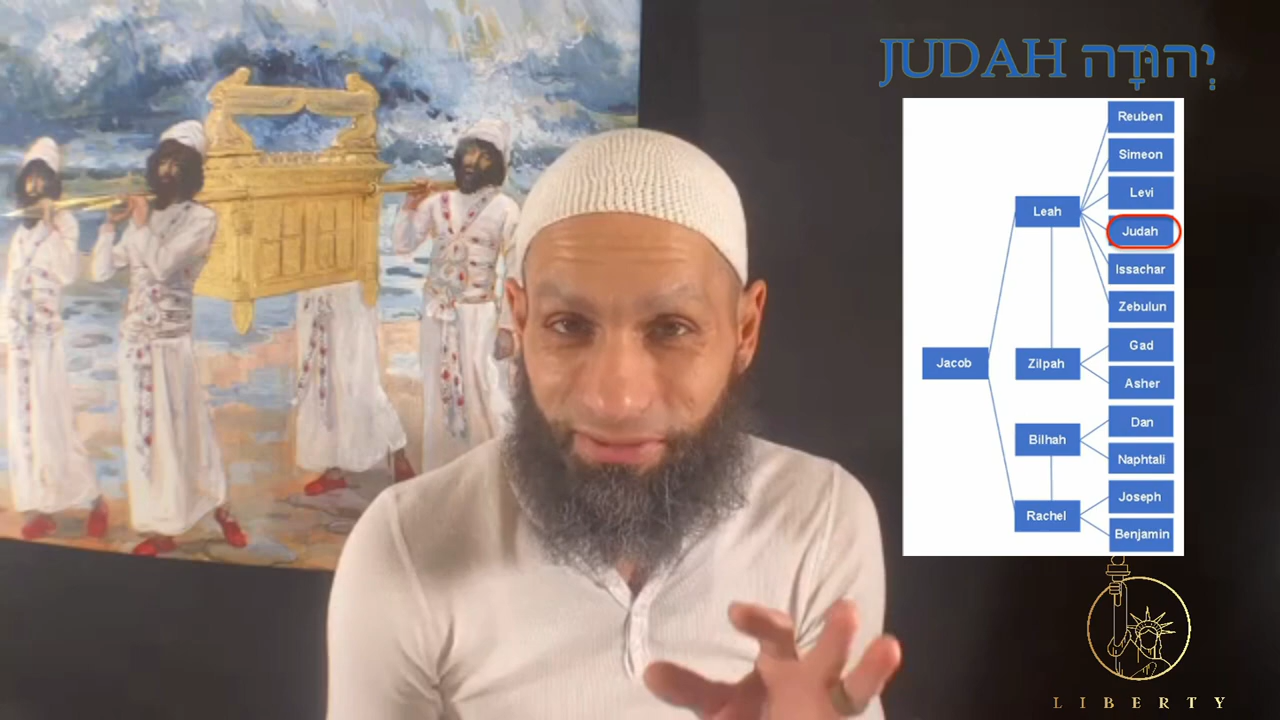 JUDAH יְהוּדָה
Reuben
Simeon
Levi
Leah
Judah
Issachar
Zebulun
Gad
Jacob
Zilpah
Asher
Dan
Bilhah
Naphtali
Joseph
Rachel
Benjamin
LIBERTY